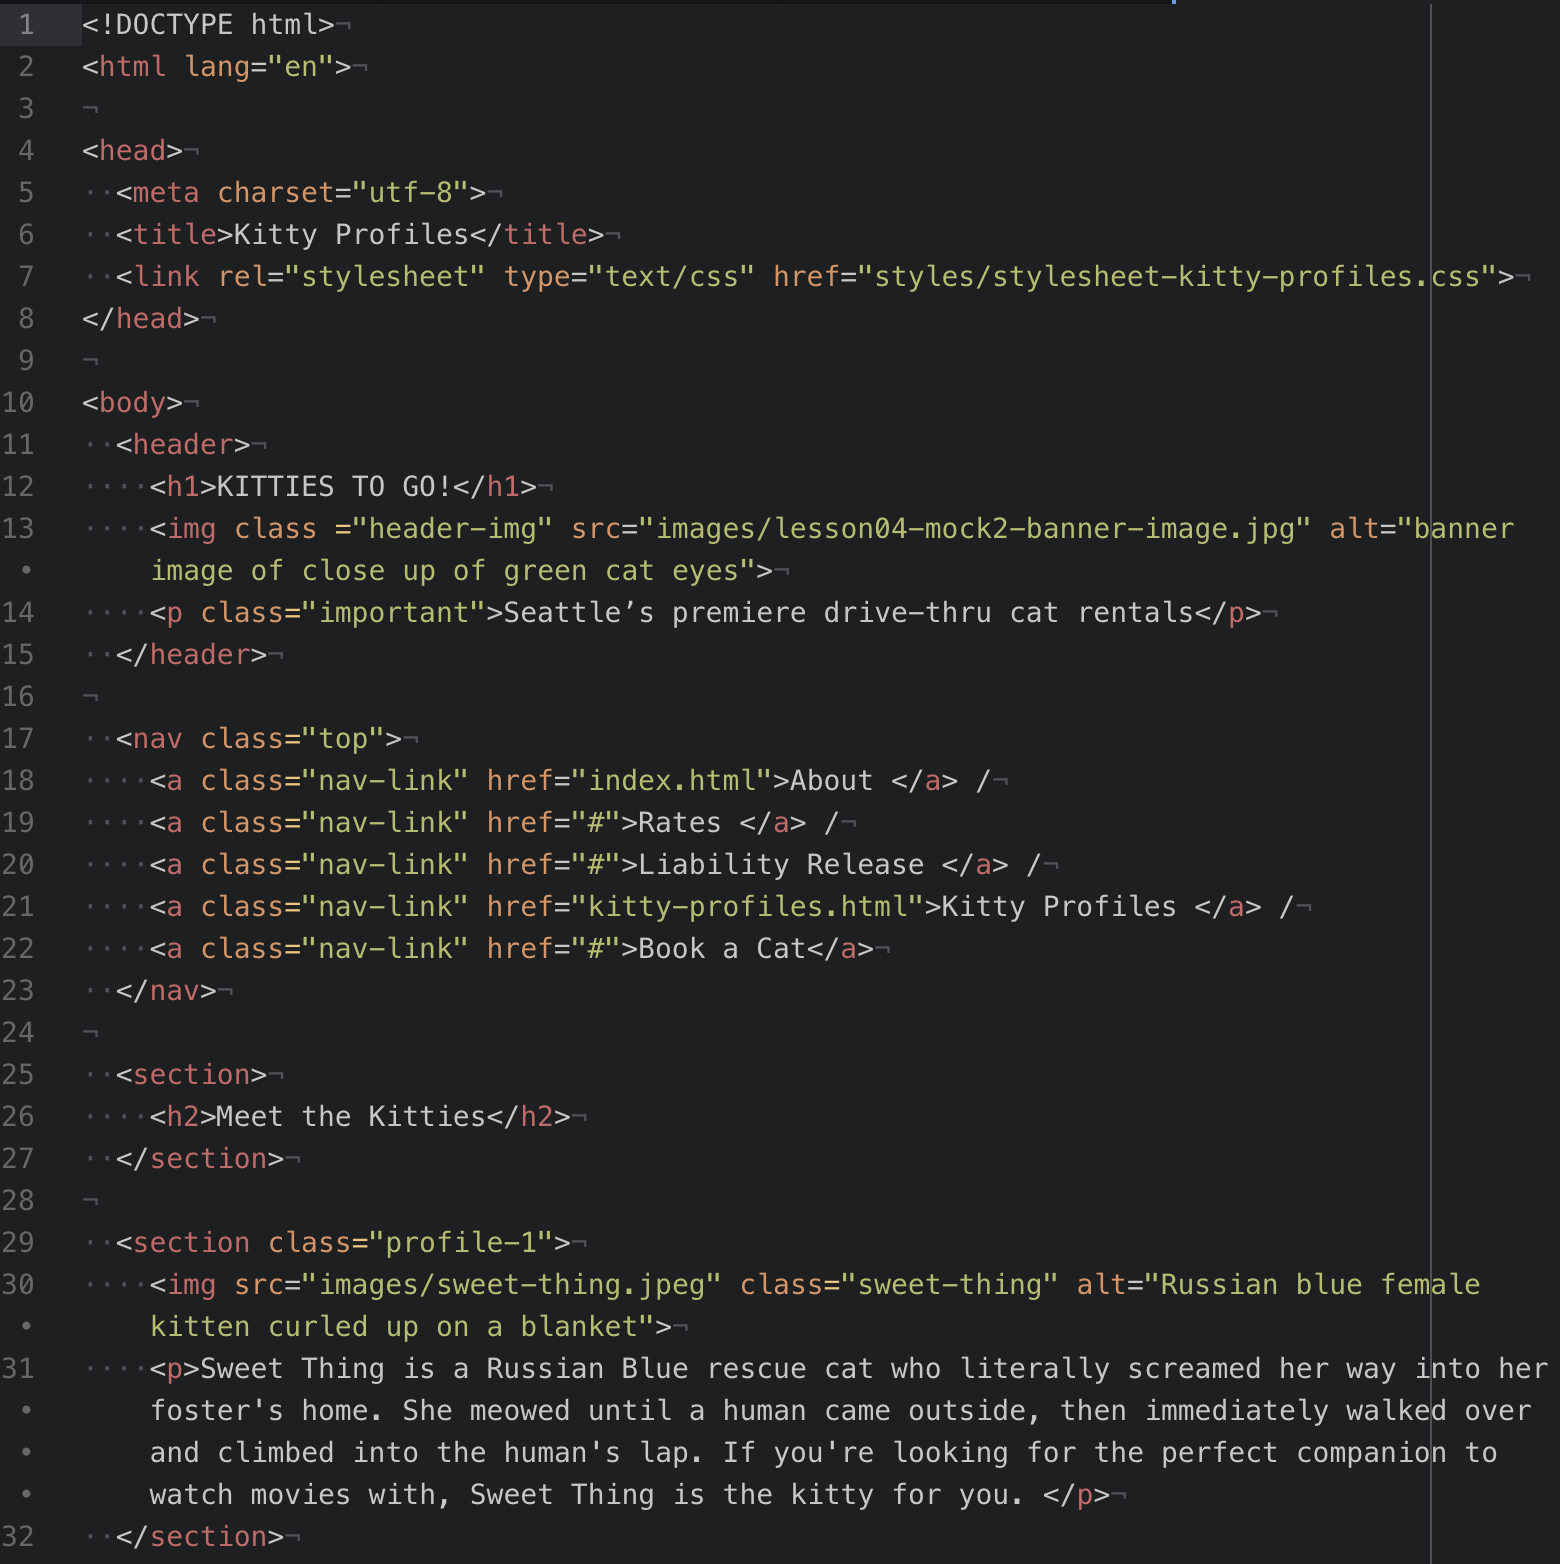 1 <!DOCTYPE html>¬
2 <html lang="en">¬
3 ¬
4 <head>¬
5 ··<meta charset="utf-8">¬
6 ··<title>Kitty Profiles</title>¬
7 ··<link rel="stylesheet" type="text/css" href="styles/stylesheet-kitty-profiles.css">¬
8 </head>¬
9 ¬
10 <body>¬
11 ··<header>¬
12 ····<h1>KITTIES TO GO!</h1>¬
13 ····<img class ="header-img" src="images/lesson04-mock2-banner-image.jpg" alt="banner
• image of close up of green cat eyes">¬
14 ····<p class="important">Seattle’s premiere drive-thru cat rentals</p>¬
15 ··</header>¬
16 ¬
17 ··<nav class="top">¬
18 ····<a class="nav-link" href="index.html">About </a> /¬
19 ····<a class="nav-link" href="#">Rates </a> /¬
20 ····<a class="nav-link" href="#">Liability Release </a> /¬
21 ····<a class="nav-link" href="kitty-profiles.html">Kitty Profiles </a> /¬
22 ····<a class="nav-link" href="#">Book a Cat</a>¬
23 ··</nav>¬
24 ¬
25 ··<section>¬
26 ····<h2>Meet the Kitties</h2>¬
27 ··</section>¬
28 ¬
29 ··<section class="profile-1">¬
30 ····<img src="images/sweet-thing.jpeg" class="sweet-thing" alt="Russian blue female
• kitten curled up on a blanket">¬
31 ····<p>Sweet Thing is a Russian Blue rescue cat who literally screamed her way into her
• foster's home. She meowed until a human came outside, then immediately walked over
• and climbed into the human's lap. If you're looking for the perfect companion to
• watch movies with, Sweet Thing is the kitty for you. </p>¬
32 ··</section>¬